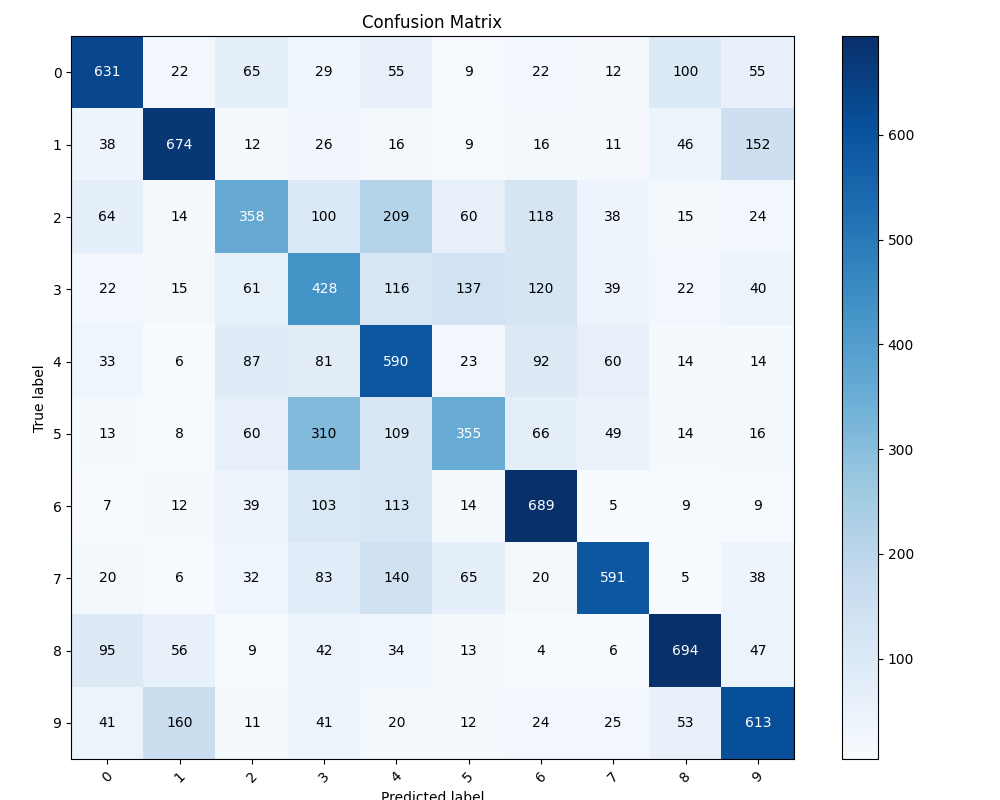 Confusion Matrix
0 631 22 65 29 55 9 22 12 100 55
1 38 674 12 26 16 9 16 11 46 152
2 64 14 358 100 209 60 118 38 15 24
3 22 15 61 428 116 137 120 39 22 40
4 33 6 87 81 590 23 92 60 14 14
5 13 8 60 310 109 355 66 49 14 16
6 7 12 39 103 113 14 689 5 9 9
7 20 6 32 83 140 65 20 591 5 38
8 95 56 9 42 34 13 4 6 694 47
9 41 160 11 41 20 12 24 25 53 613
0 1 2 3 4 5 6 7 8 9
True label
Predicted label
600
500
400
300
200
100